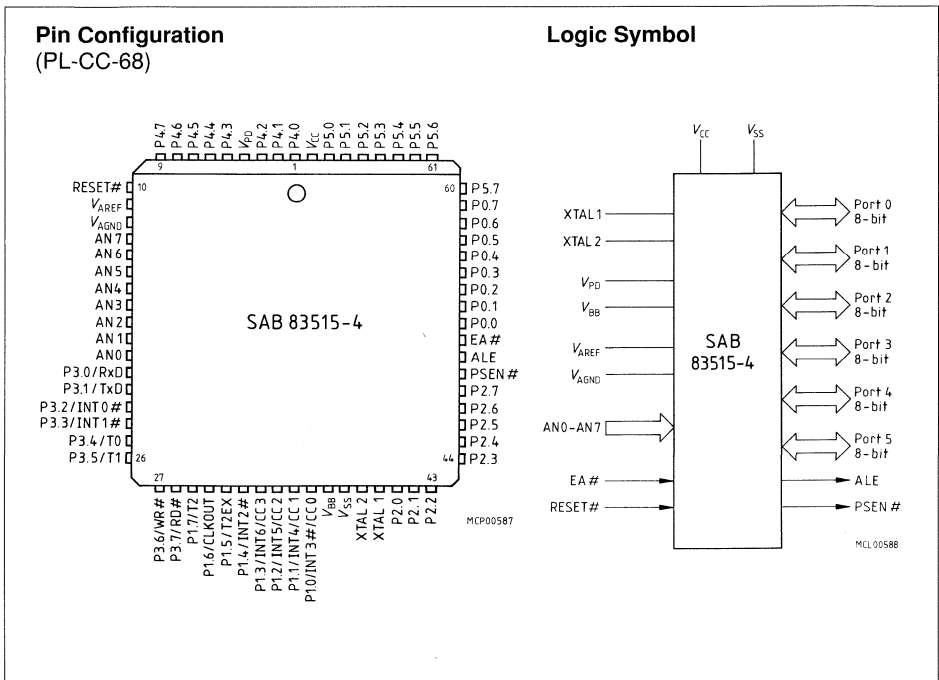 Pin Configuration
(PL-CC-68)
Logic Symbol
P4.7
P4.6
P4.5
P4.4
P4.3
VPD
P4.2
P4.1
P4.0
VCC
P5.0
P5.1
P5.2
P5.3
P5.4
P5.5
P5.6
9
1
61
RESET#
10
VAREF
VAGND
AN7
AN6
AN5
AN4
AN3
AN2
AN1
AN0
P3.0/RxD
P3.1/TxD
P3.2/INT0#
P3.3/INT1#
P3.4/T0
P3.5/T1
26
SAB 83515-4
60
P5.7
P0.7
P0.6
P0.5
P0.4
P0.3
P0.2
P0.1
P0.0
EA#
ALE
PSEN#
P2.7
P2.6
P2.5
P2.4
44
P2.3
27
43
P3.6/WR#
P3.7/RD#
P1.7/T2
P1.6/CLKOUT
P1.5/T2EX
P1.4/INT2#
P1.3/INT6/CC3
P1.2/INT5/CC2
P1.1/INT4/CC1
P1.0/INT3#/CC0
VBB
VSS
XTAL2
XTAL1
P2.0
P2.1
P2.2
MCP00587
VCC
VSS
XTAL1
XTAL2
VPD
VBB
VAREF
VAGND
AN0-AN7
EA#
RESET#
SAB
83515-4
Port 0
8-bit
Port 1
8-bit
Port 2
8-bit
Port 3
8-bit
Port 4
8-bit
Port 5
8-bit
ALE
PSEN#
MCL00588